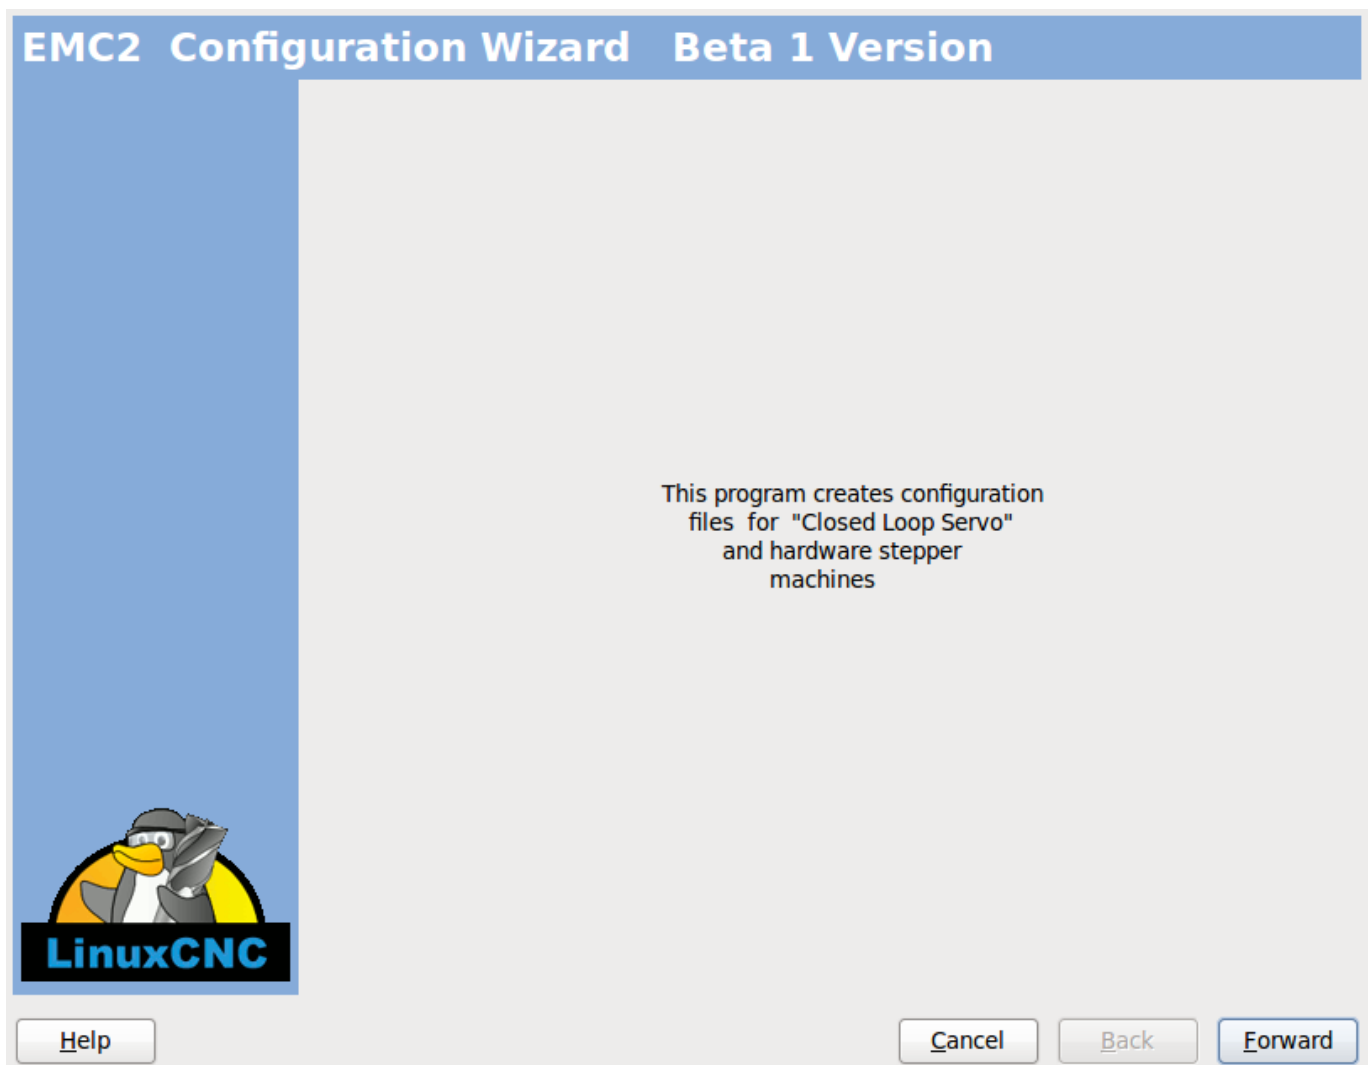 EMC2  Configuration Wizard   Beta 1 Version
This program creates configuration
files  for  "Closed Loop Servo"
and hardware stepper
machines
LinuxCNC
Help
Cancel
Back
Forward